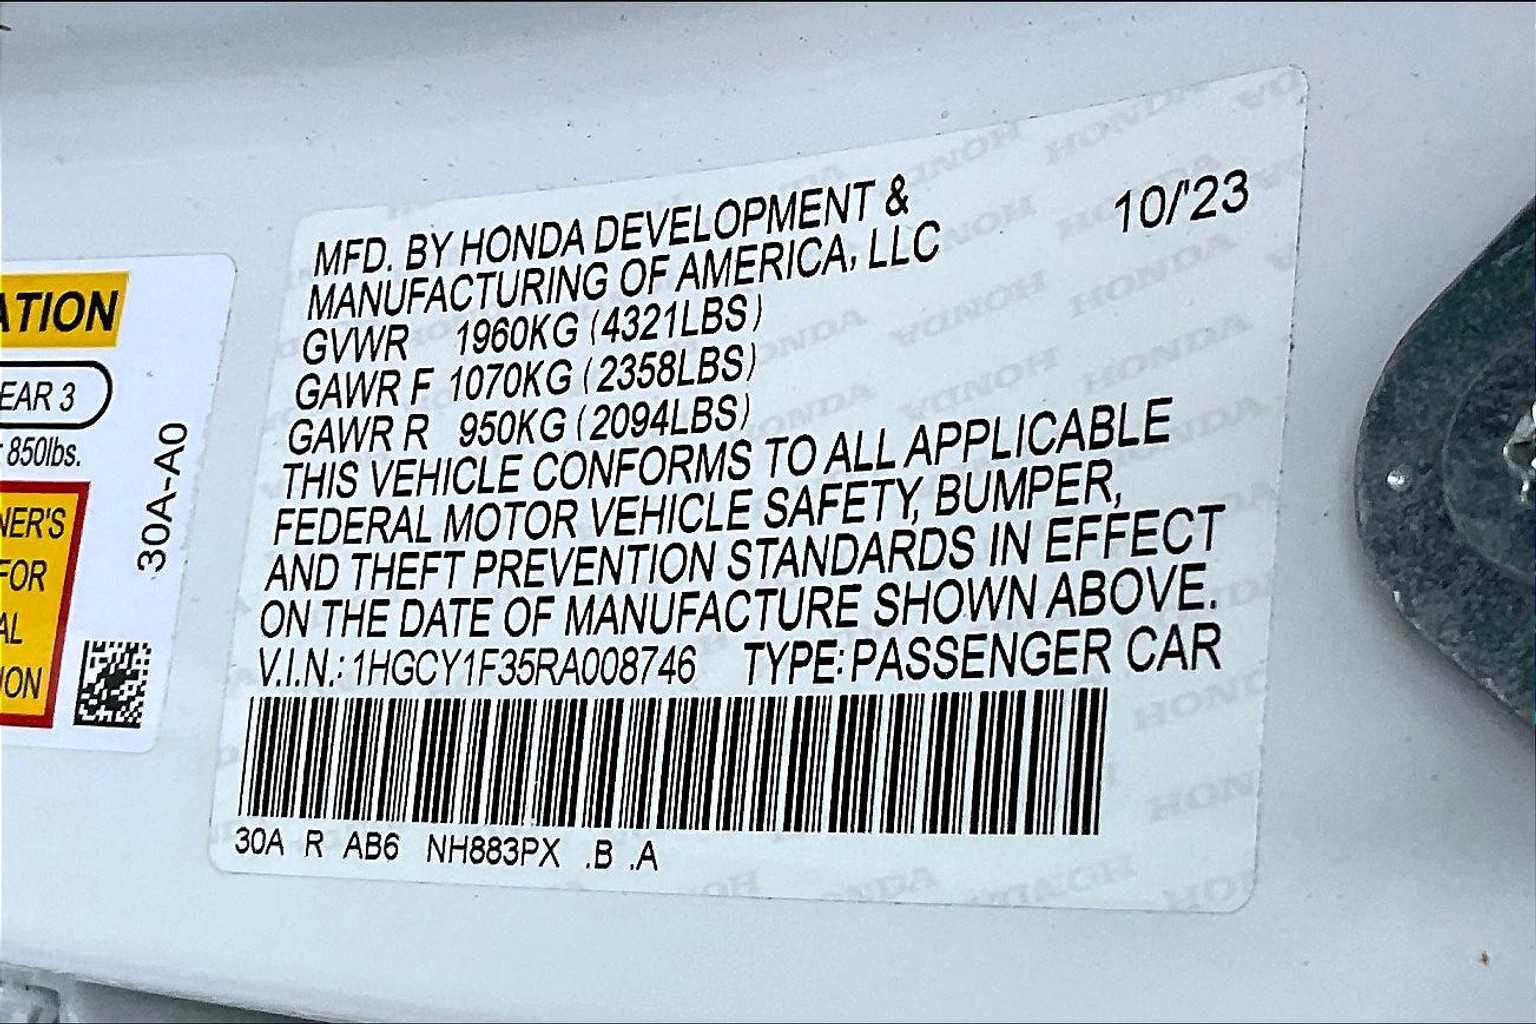 MFD. BY HONDA DEVELOPMENT &
MANUFACTURING OF AMERICA, LLC
10/'23
GVWR 1960KG (4321LBS)
GAWR F 1070KG (2358LBS)
GAWR R 950KG (2094LBS)
THIS VEHICLE CONFORMS TO ALL APPLICABLE
FEDERAL MOTOR VEHICLE SAFETY, BUMPER,
AND THEFT PREVENTION STANDARDS IN EFFECT
ON THE DATE OF MANUFACTURE SHOWN ABOVE.
V.I.N.: 1HGCY1F35RA008746 TYPE: PASSENGER CAR
30A R AB6 NH883PX .B .A
ATION
EAR 3
850lbs.
NER'S
FOR
AL
ION
30A-A0
HONDA